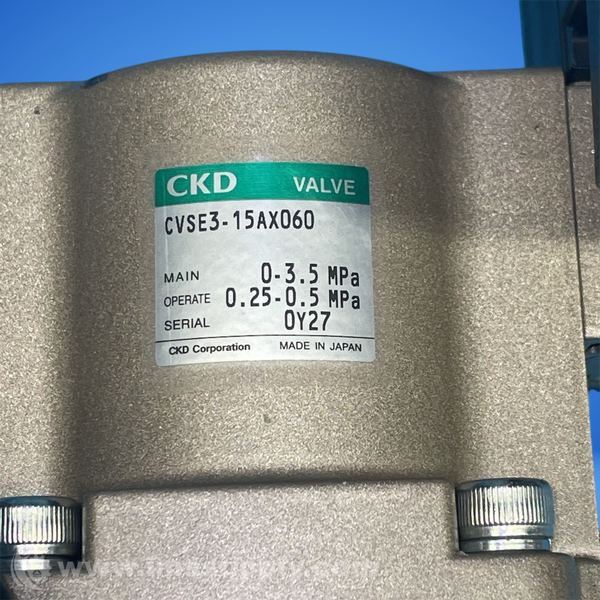 CKD VALVE
CVSE3-15AX060
MAIN 0-3.5 MPa
OPERATE 0.25-0.5 MPa
SERIAL 0Y27
CKD Corporation MADE IN JAPAN